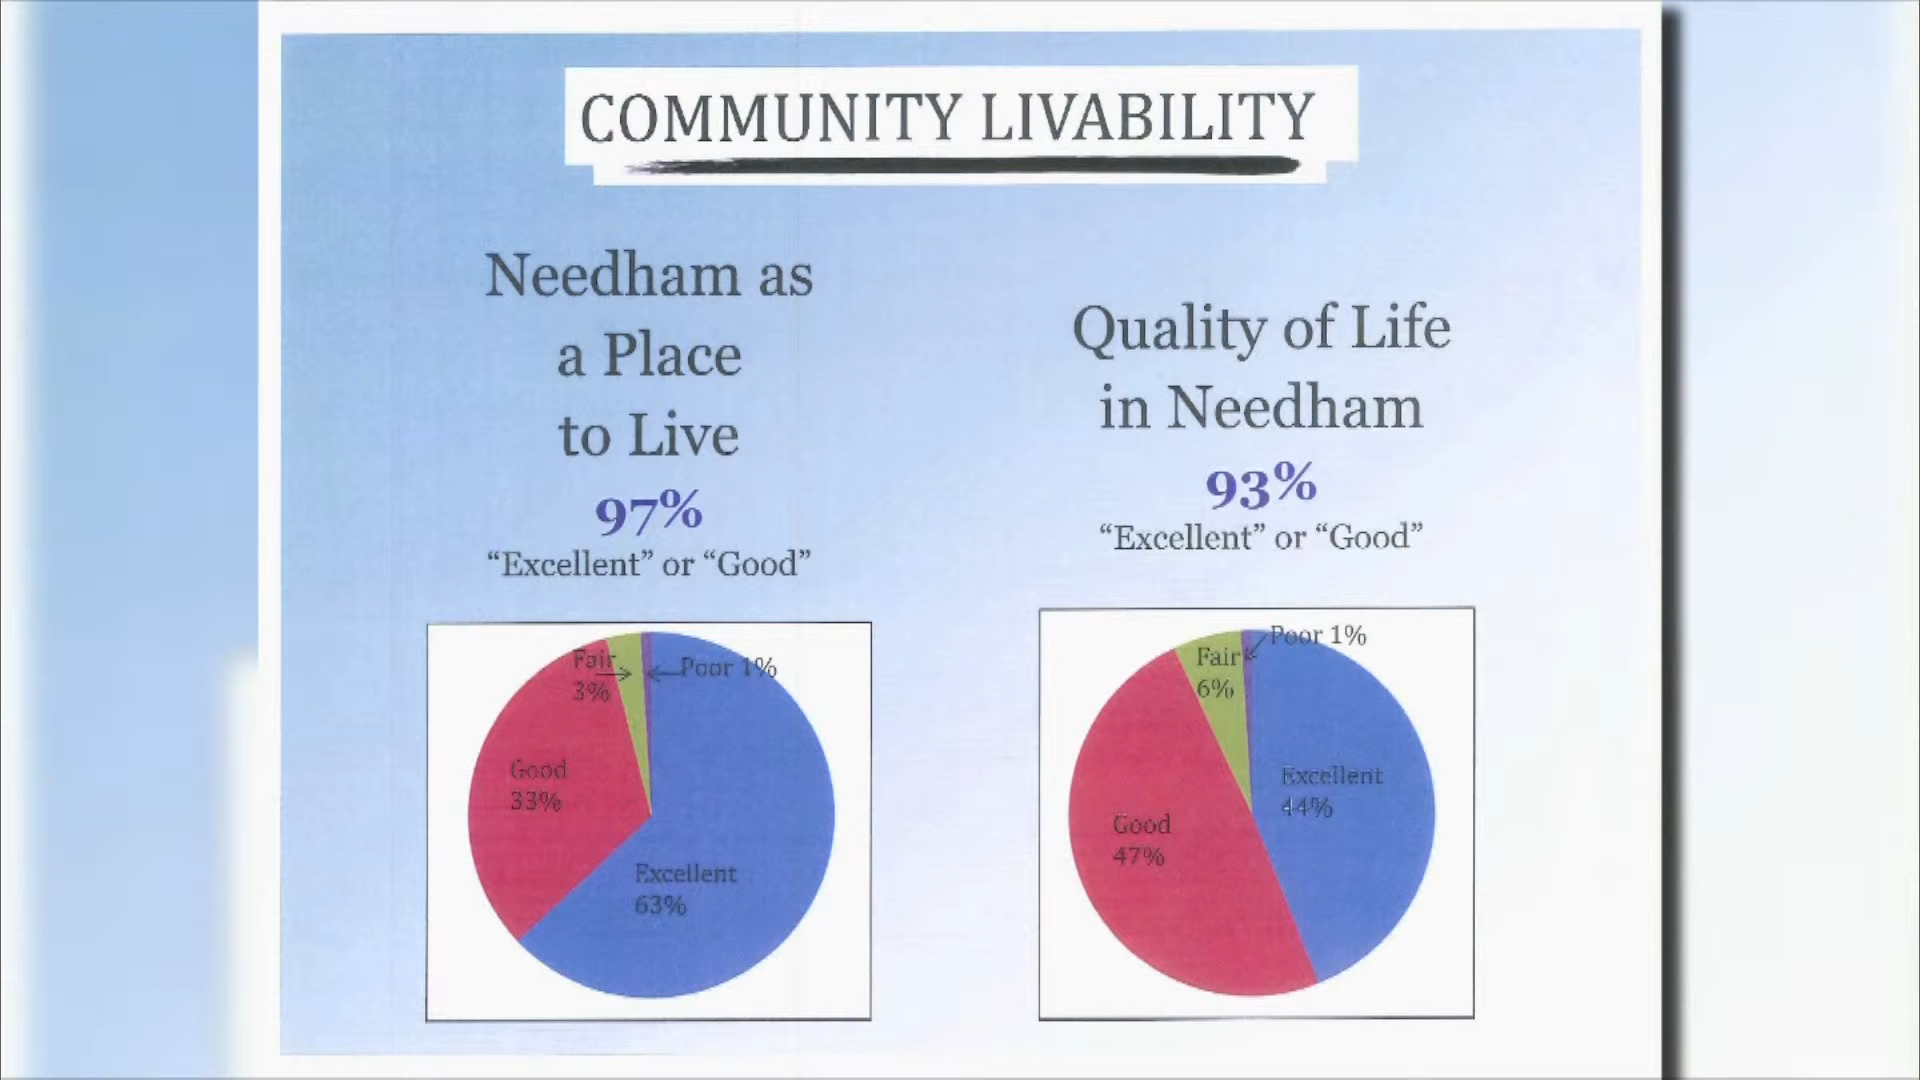 COMMUNITY LIVABILITY
Needham as
a Place
to Live
97%
“Excellent” or “Good”
Fair
3%
Poor 1%
Good
33%
Excellent
63%
Quality of Life
in Needham
93%
“Excellent” or “Good”
Poor 1%
Fair
6%
Excellent
44%
Good
47%